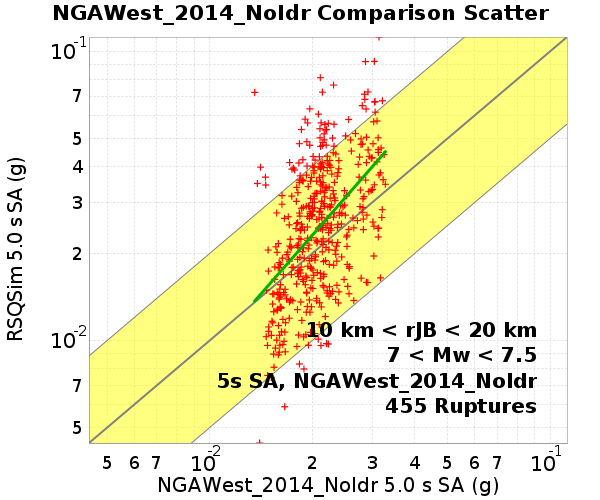 NGAWest_2014_NoIdr Comparison Scatter
10-1
7
5
4
3
2
10-2
7
5
RSQSim 5.0 s SA (g)
10 km < rJB < 20 km
7 < Mw < 7.5
5s SA, NGAWest_2014_NoIdr
455 Ruptures
5 6 7 10-2 2 3 4 5 6 7 10-1
NGAWest_2014_NoIdr 5.0 s SA (g)